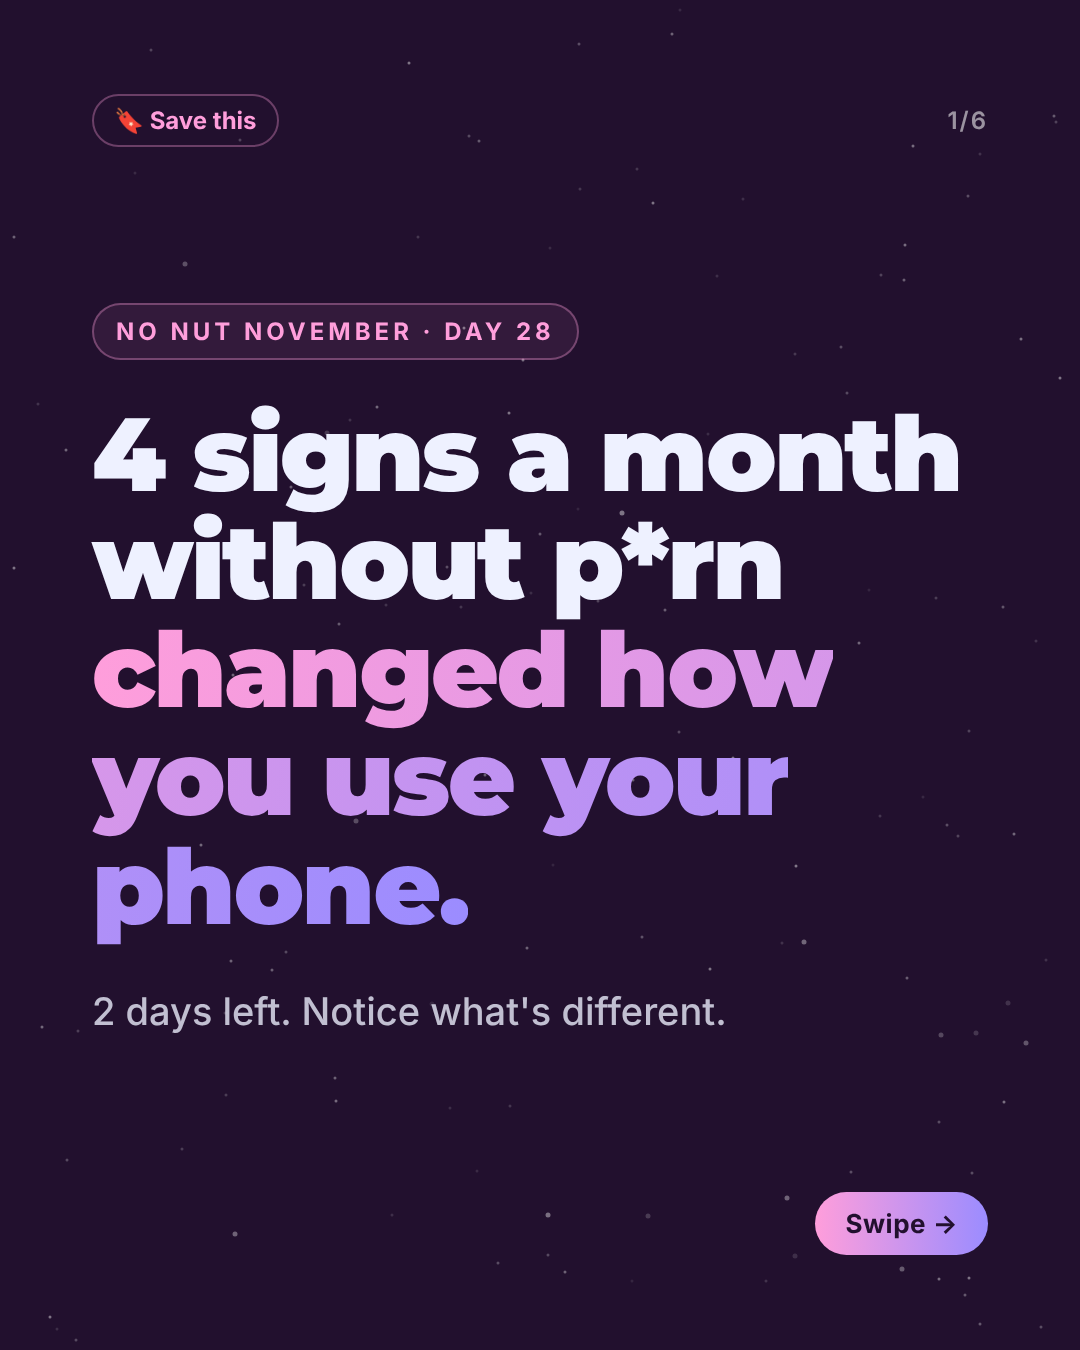 🔖 Save this
1/6
NO NUT NOVEMBER · DAY 28
4 signs a month
without p*rn
changed how
you use your
phone.
2 days left. Notice what's different.
Swipe →